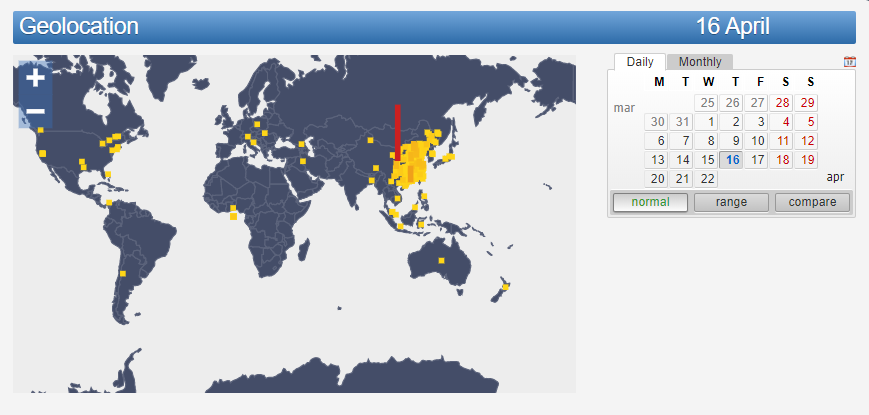 Geolocation 16 April
+
−
Daily Monthly
M T W T F S S
mar 25 26 27 28 29
30 31 1 2 3 4 5
6 7 8 9 10 11 12
13 14 15 16 17 18 19
20 21 22 apr
normal range compare